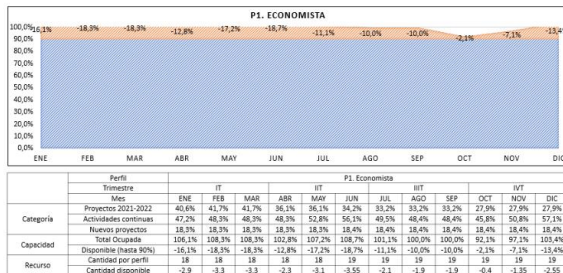 P1. ECONOMISTA
100,0%
90,0%
80,0%
70,0%
60,0%
50,0%
40,0%
30,0%
20,0%
10,0%
0,0%
-16,1% -18,3% -18,3% -12,8% -17,2% -18,7% -11,1% -10,0% -10,0% -2,1% -7,1% -13,4%
ENE FEB MAR ABR MAY JUN JUL AGO SEP OCT NOV DIC
Perfil P1. Economista
Trimestre IT IIT IIIT IVT
Mes ENE FEB MAR ABR MAY JUN JUL AGO SEP OCT NOV DIC
Categoría
Proyectos 2021-2022 40,6% 41,7% 41,7% 36,1% 36,1% 34,2% 33,2% 33,2% 33,2% 27,9% 27,9% 27,9%
Actividades continuas 47,2% 48,3% 48,3% 48,3% 52,8% 56,1% 49,5% 48,4% 48,4% 45,8% 50,8% 57,1%
Nuevos proyectos 18,3% 18,3% 18,3% 18,3% 18,3% 18,4% 18,4% 18,4% 18,4% 18,4% 18,4% 18,4%
Capacidad
Total Ocupada 106,1% 108,3% 108,3% 102,8% 107,2% 108,7% 101,1% 100,0% 100,0% 92,1% 97,1% 103,4%
Disponible (hasta 90%) -16,1% -18,3% -18,3% -12,8% -17,2% -18,7% -11,1% -10,0% -10,0% -2,1% -7,1% -13,4%
Recurso
Cantidad por perfil 18 18 18 18 18 19 19 19 19 19 19 19
Cantidad disponible -2.9 -3.3 -3.3 -2.3 -3.1 -3.55 -2.1 -1.9 -1.9 -0.4 -1.35 -2.55